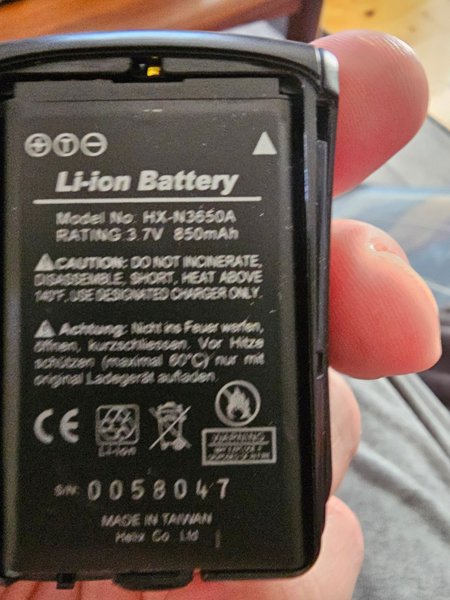 + T -
Li-ion Battery
Model No. HX-N3650A
RATING 3.7V 850mAh
CAUTION: DO NOT INCINERATE,
DISASSEMBLE, SHORT, HEAT ABOVE
140°F. USE DESIGNATED CHARGER ONLY.
Achtung: Nicht ins Feuer werfen,
öffnen, kurzschliessen. Vor Hitze
schützen (maximal 60°C) nur mit
original Ladegerät aufladen.
CE
Li-ion
WARNING
S/N: 0058047
MADE IN TAIWAN
Helix Co Ltd